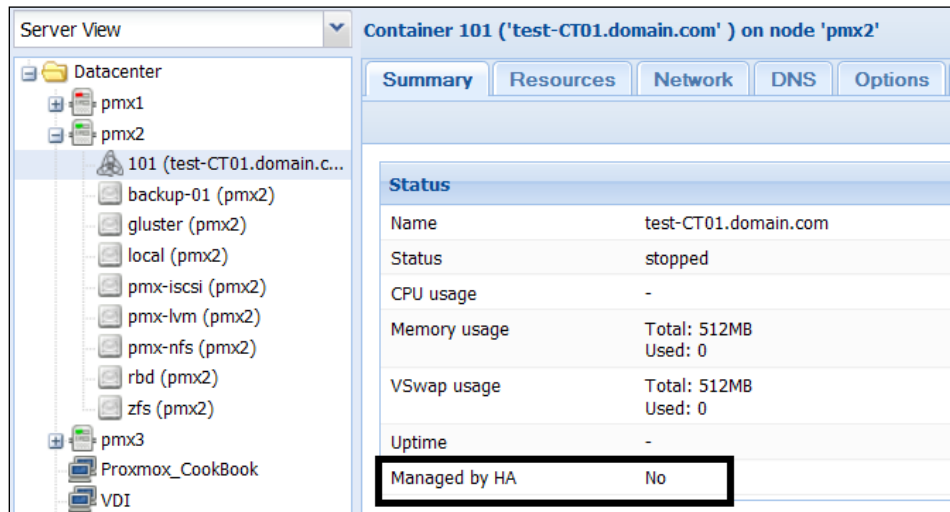 Server View
Datacenter
pmx1
pmx2
101 (test-CT01.domain.c...
backup-01 (pmx2)
gluster (pmx2)
local (pmx2)
pmx-iscsi (pmx2)
pmx-lvm (pmx2)
pmx-nfs (pmx2)
rbd (pmx2)
zfs (pmx2)
pmx3
Proxmox_CookBook
VDI
Container 101 ('test-CT01.domain.com' ) on node 'pmx2'
Summary Resources Network DNS Options
Status
Name test-CT01.domain.com
Status stopped
CPU usage -
Memory usage Total: 512MB
Used: 0
VSwap usage Total: 512MB
Used: 0
Uptime -
Managed by HA No